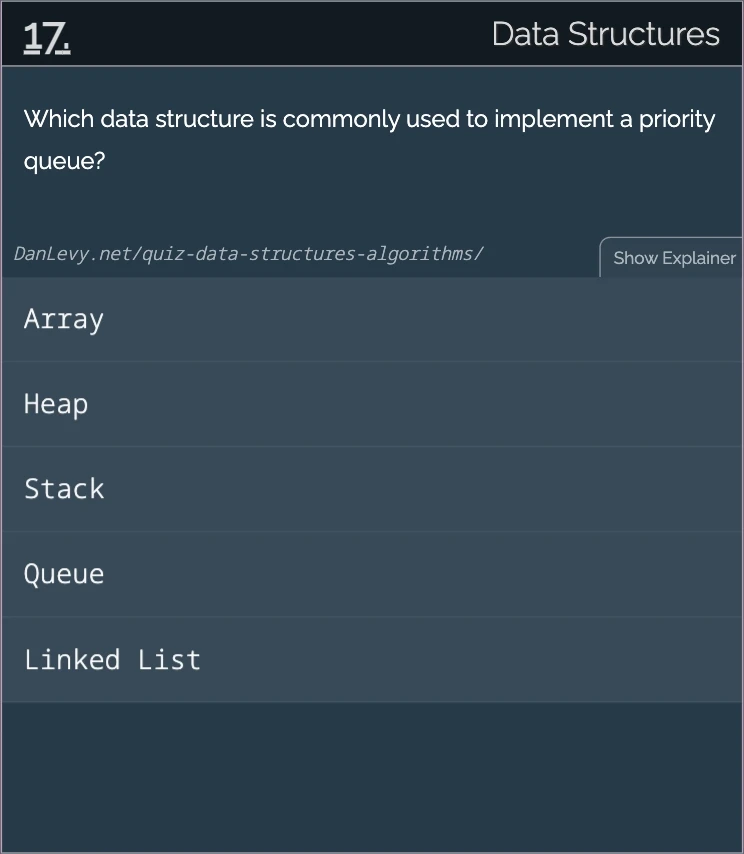 17.
Data Structures
Which data structure is commonly used to implement a priority
queue?
DanLevy.net/quiz-data-structures-algorithms/
Show Explainer
Array
Heap
Stack
Queue
Linked List